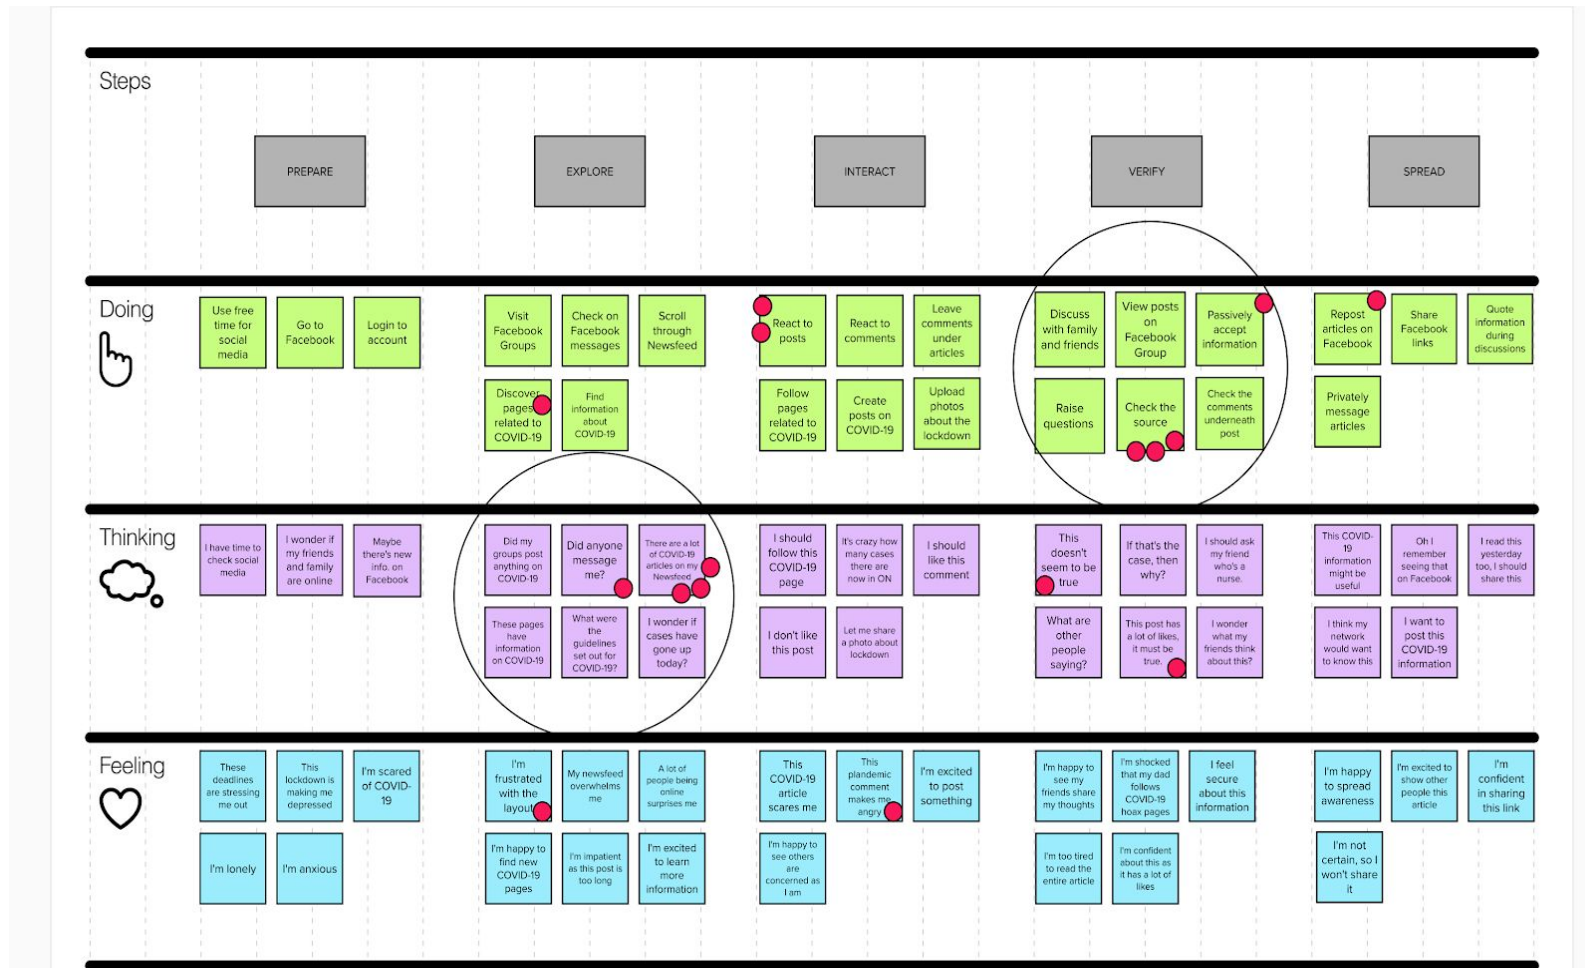 Steps
PREPARE
EXPLORE
INTERACT
VERIFY
SPREAD
Doing
Use free
time for
social
media
Go to
Facebook
Login to
account
Visit
Facebook
Groups
Check on
Facebook
messages
Scroll
through
Newsfeed
Discover
pages
related to
COVID-19
Find
information
about
COVID-19
React to
posts
React to
comments
Leave
comments
under
articles
Follow
pages
related to
COVID-19
Create
posts on
COVID-19
Upload
photos
about the
lockdown
Discuss
with family
and friends
View posts
on
Facebook
Group
Passively
accept
information
Raise
questions
Check the
source
Check the
comments
underneath
post
Repost
articles on
Facebook
Share
Facebook
links
Quote
information
during
discussions
Privately
message
articles
Thinking
I have time to
check social
media
I wonder if
my friends
and family
are online
Maybe
there's new
info. on
Facebook
Did my
groups post
anything on
COVID-19
Did anyone
message
me?
There are a lot
of COVID-19
articles on my
Newsfeed
These pages
have
information
on COVID-19
What were
the
guidelines
set out for
COVID-19?
I wonder if
cases have
gone up
today?
I should
follow this
COVID-19
page
It's crazy how
many cases
there are
now in ON
I should
like this
comment
I don't like
this post
Let me share
a photo about
lockdown
This
doesn't
seem to be
true
If that's the
case, then
why?
I should ask
my friend
who's a
nurse.
What are
other
people
saying?
This post has
a lot of likes,
it must be
true.
I wonder
what my
friends think
about this?
This COVID-
19
information
might be
useful
Oh I
remember
seeing that
on Facebook
I read this
yesterday
too, I should
share this
I think my
network
would want
to know this
I want to
post this
COVID-19
information
Feeling
These
deadlines
are stressing
me out
This
lockdown is
making me
depressed
I'm scared
of COVID-
19
I'm lonely
I'm anxious
I'm
frustrated
with the
layout
My newsfeed
overwhelms
me
A lot of
people being
online
surprises me
I'm happy to
find new
COVID-19
pages
I'm impatient
as this post is
too long
I'm excited
to learn
more
information
This
COVID-19
article
scares me
This
plandemic
comment
makes me
angry
I'm excited
to post
something
I'm happy to
see others
are
concerned as
I am
I'm happy to
see my
friends share
my thoughts
I'm shocked
that my dad
follows
COVID-19
hoax pages
I feel
secure
about this
information
I'm too tired
to read the
entire article
I'm confident
about this as
it has a lot of
likes
I'm happy
to spread
awareness
I'm excited to
show other
people this
article
I'm
confident
in sharing
this link
I'm not
certain, so I
won't share
it